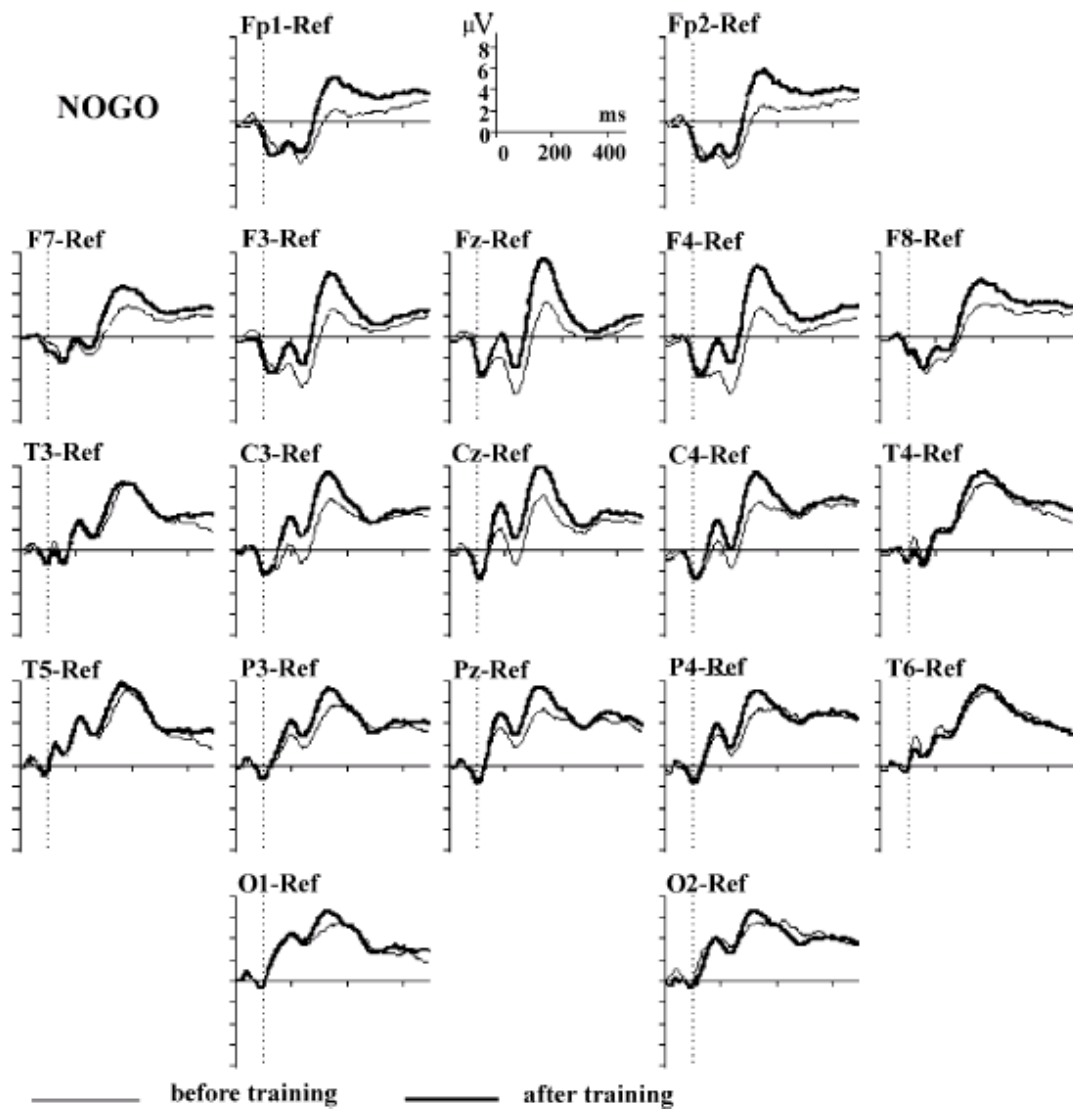 Fp1-Ref
μV
Fp2-Ref
8
6
NOGO
4
2
ms
0
0
200
400
F7-Ref
F3-Ref
Fz-Ref
F4-Ref
F8-Ref
T3-Ref
C3-Ref
Cz-Ref
C4-Ref
T4-Ref
T5-Ref
P3-Ref
Pz-Ref
P4-Ref
T6-Ref
O1-Ref
O2-Ref
before training
after training